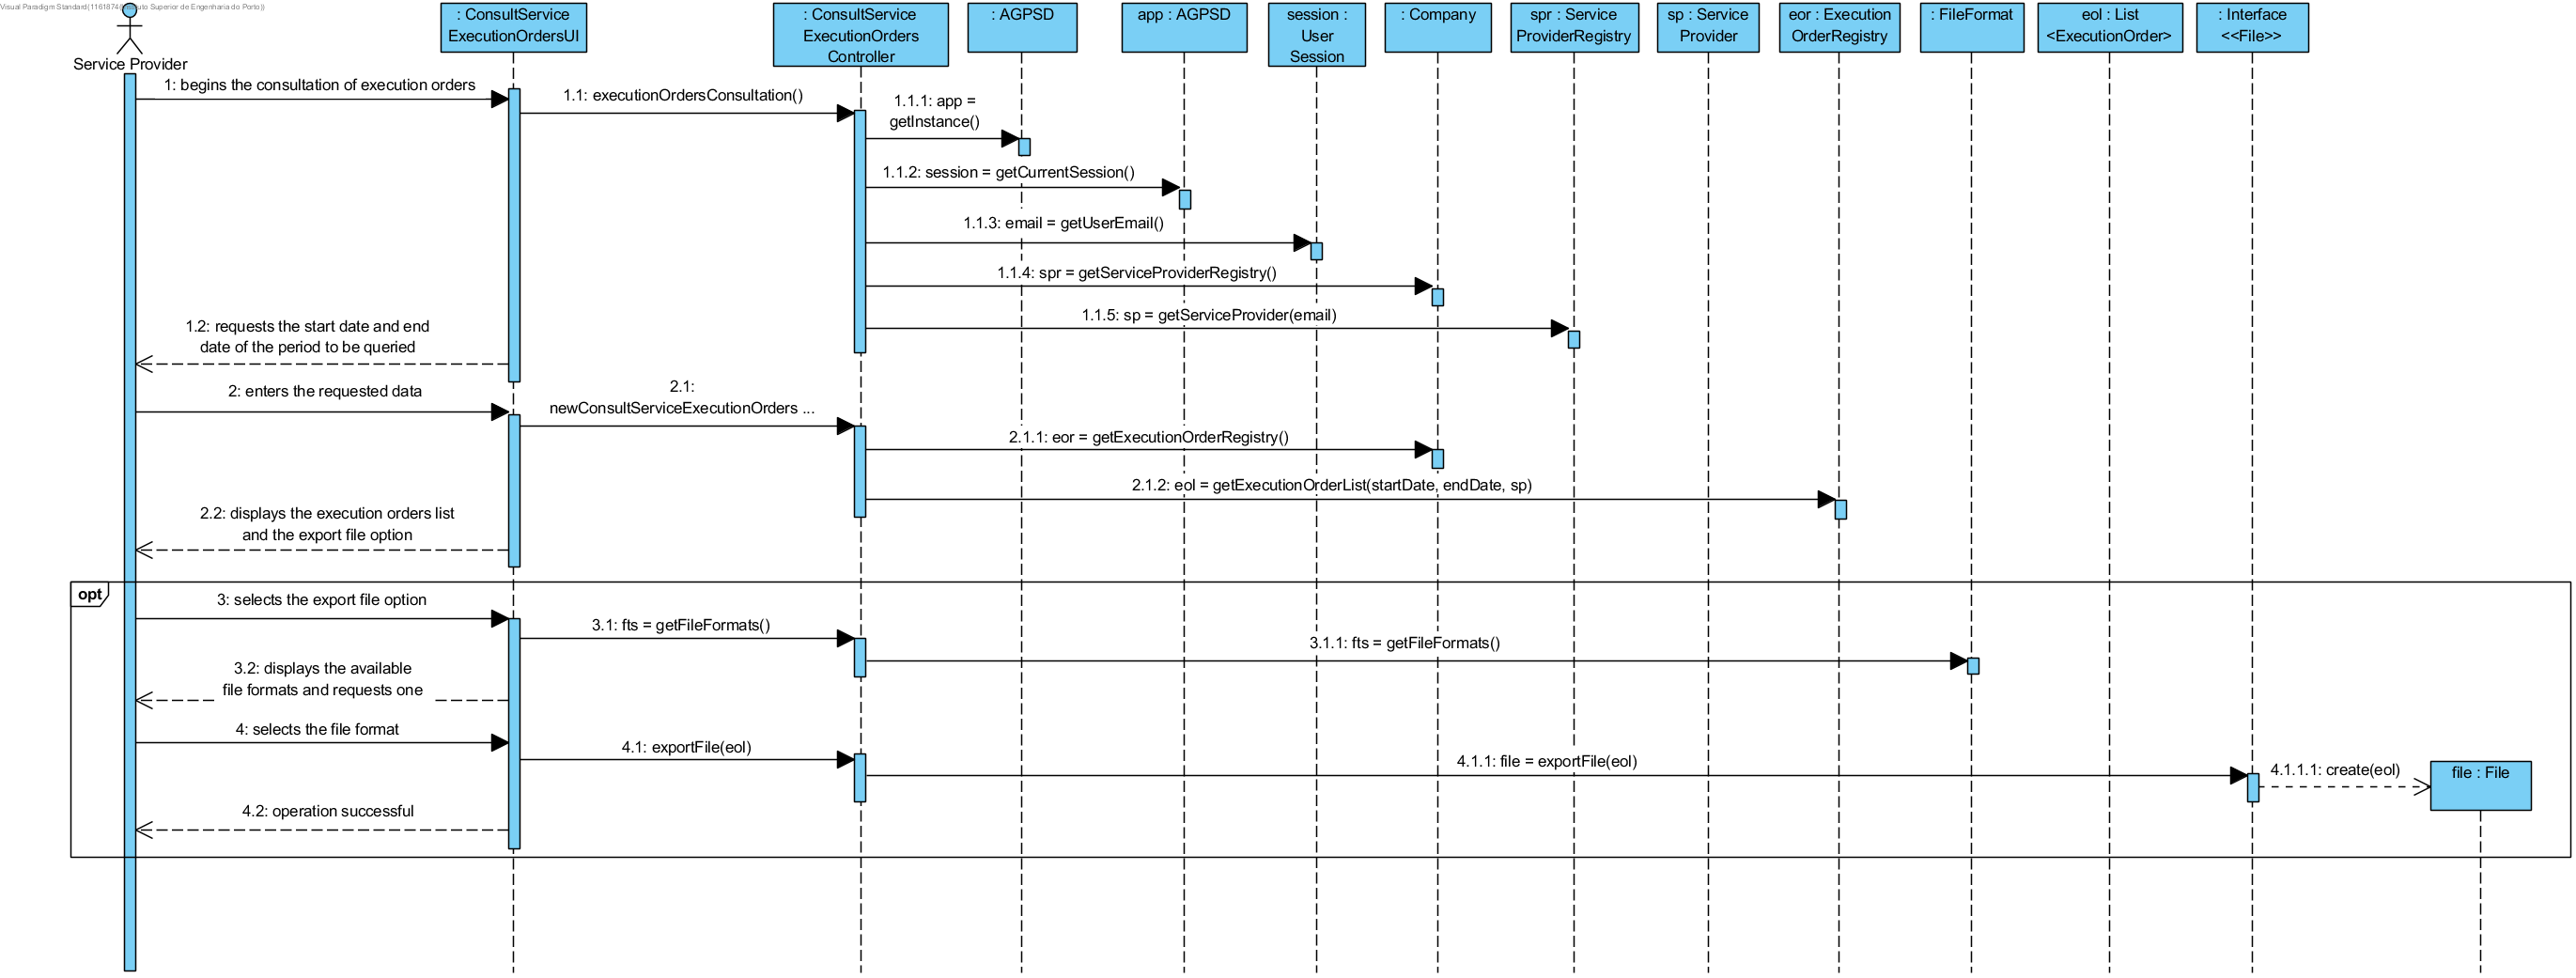 Visual Paradigm Standard(1161874(Instituto Superior de Engenharia do Porto))
Service Provider
: ConsultService
ExecutionOrdersUI
: ConsultService
ExecutionOrders
Controller
: AGPSD
app : AGPSD
session :
User
Session
: Company
spr : Service
ProviderRegistry
sp : Service
Provider
eor : Execution
OrderRegistry
: FileFormat
eol : List
<ExecutionOrder>
: Interface
<<File>>
1: begins the consultation of execution orders
1.1: executionOrdersConsultation()
1.1.1: app =
getInstance()
1.1.2: session = getCurrentSession()
1.1.3: email = getUserEmail()
1.1.4: spr = getServiceProviderRegistry()
1.1.5: sp = getServiceProvider(email)
1.2: requests the start date and end
date of the period to be queried
2: enters the requested data
2.1:
newConsultServiceExecutionOrders ...
2.1.1: eor = getExecutionOrderRegistry()
2.1.2: eol = getExecutionOrderList(startDate, endDate, sp)
2.2: displays the execution orders list
and the export file option
opt
3: selects the export file option
3.1: fts = getFileFormats()
3.1.1: fts = getFileFormats()
3.2: displays the available
file formats and requests one
4: selects the file format
4.1: exportFile(eol)
4.1.1: file = exportFile(eol)
4.1.1.1: create(eol)
file : File
4.2: operation successful